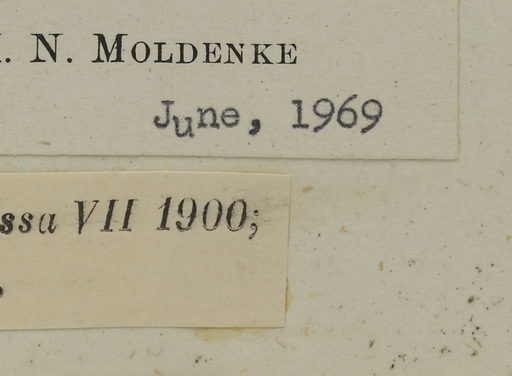 . N. MOLDENKE
June, 1969
ssa VII 1900;
.